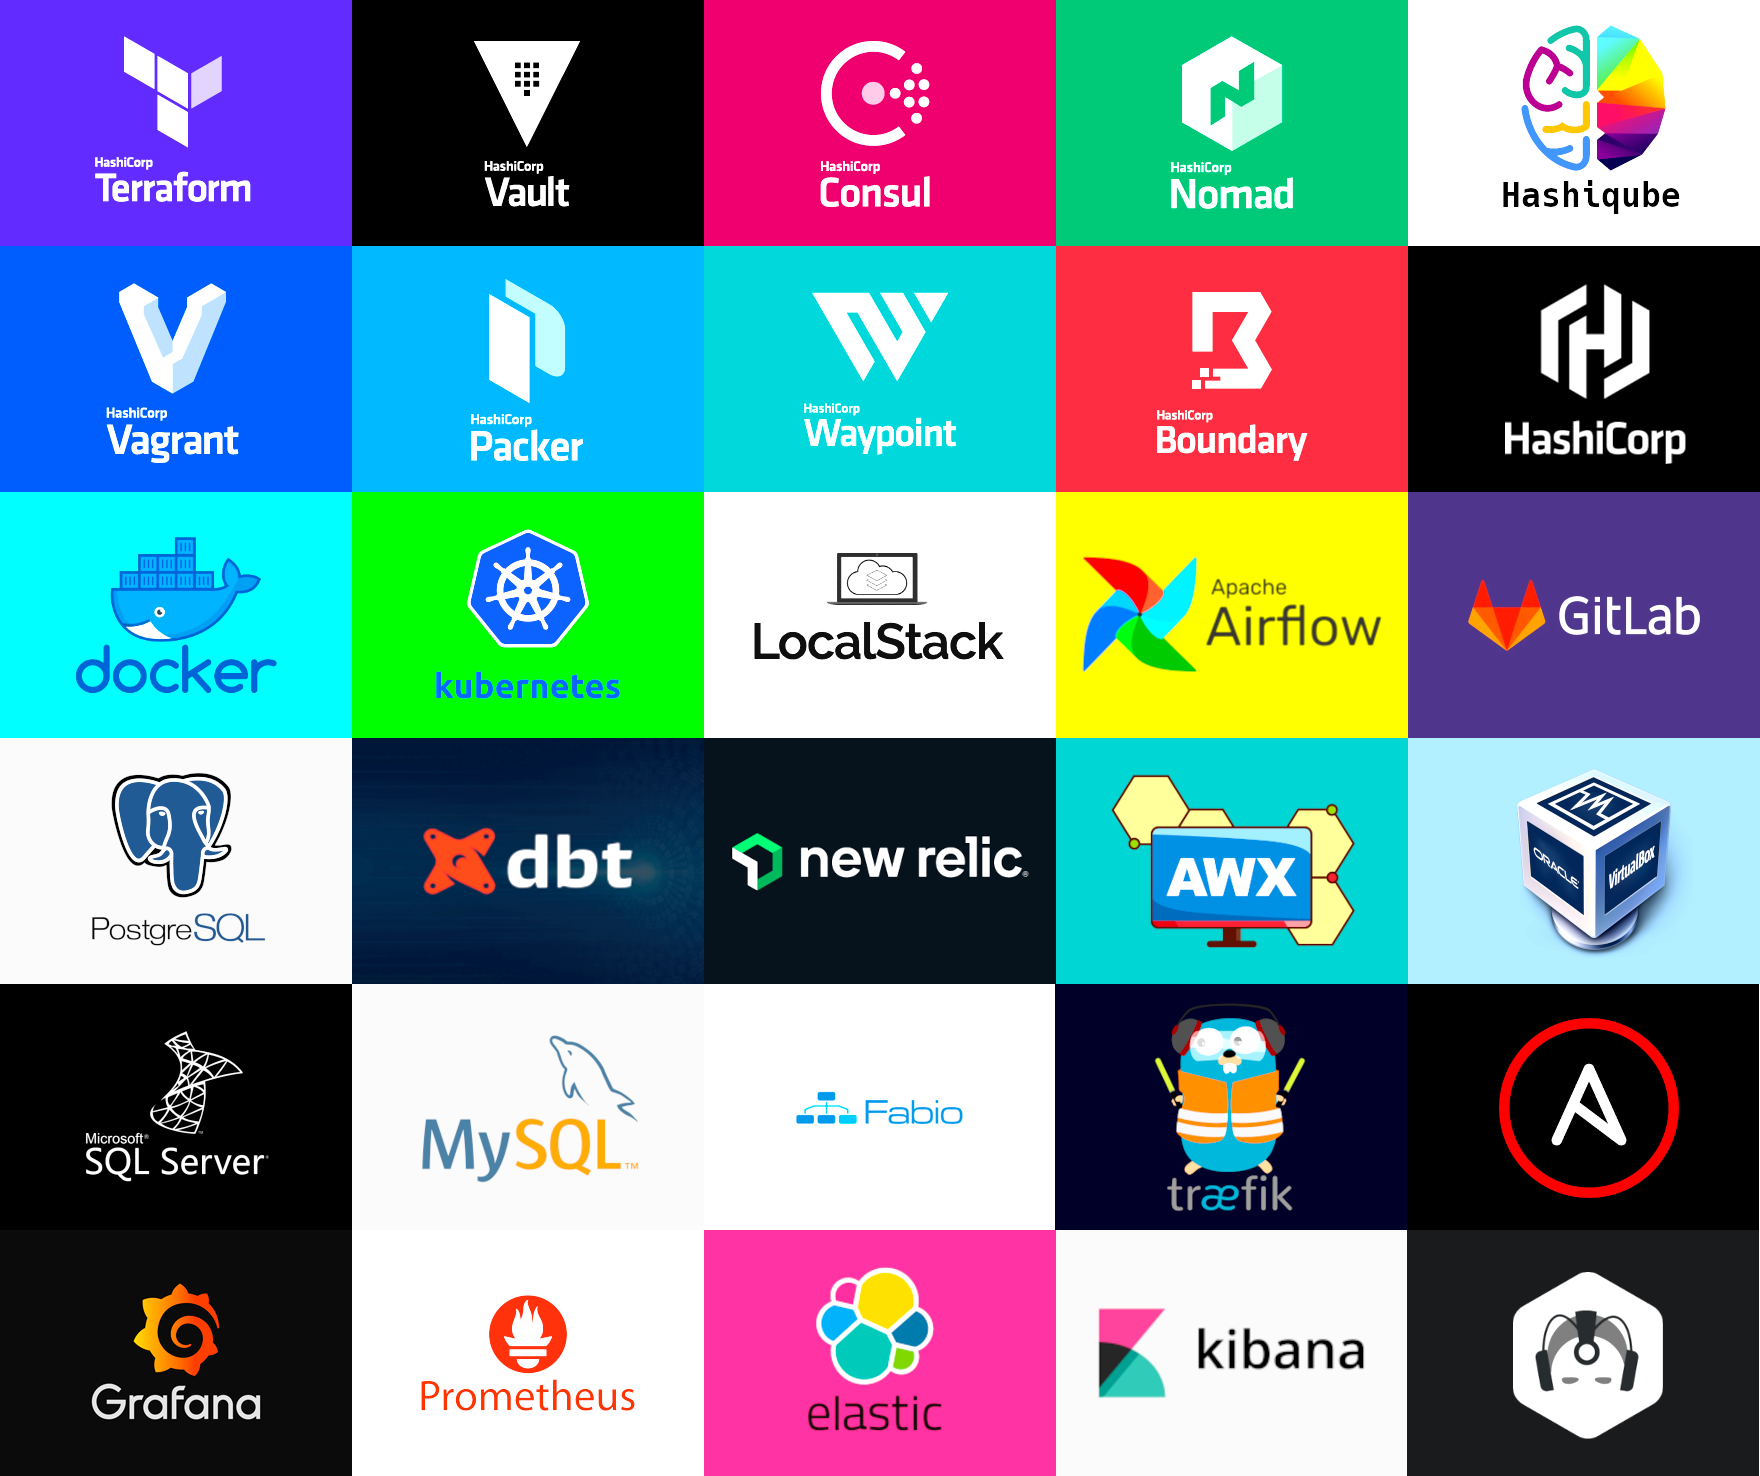 HashiCorp
Terraform
HashiCorp
Vault
HashiCorp
Consul
HashiCorp
Nomad
Hashiqube
HashiCorp
Vagrant
HashiCorp
Packer
HashiCorp
Waypoint
HashiCorp
Boundary
HashiCorp
docker
kubernetes
LocalStack
Apache
Airflow
GitLab
PostgreSQL
dbt
new relic®
AWX
ORACLE
VirtualBox
Microsoft®
SQL Server®
MySQL™
Fabio
træfik
Grafana
Prometheus
elastic
kibana